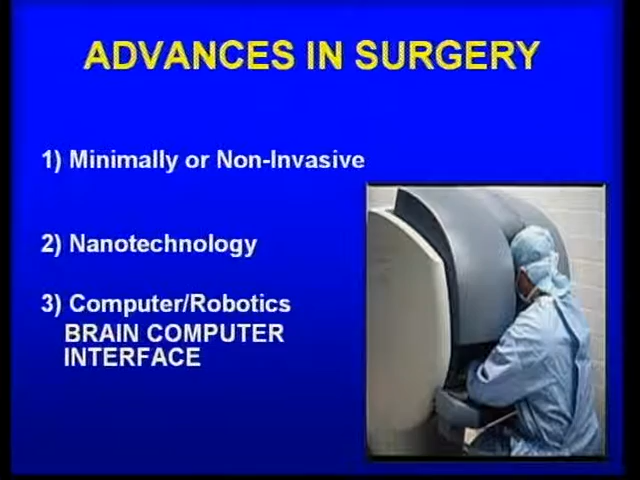 ADVANCES IN SURGERY
1) Minimally or Non-Invasive
2) Nanotechnology
3) Computer/Robotics
BRAIN COMPUTER
INTERFACE